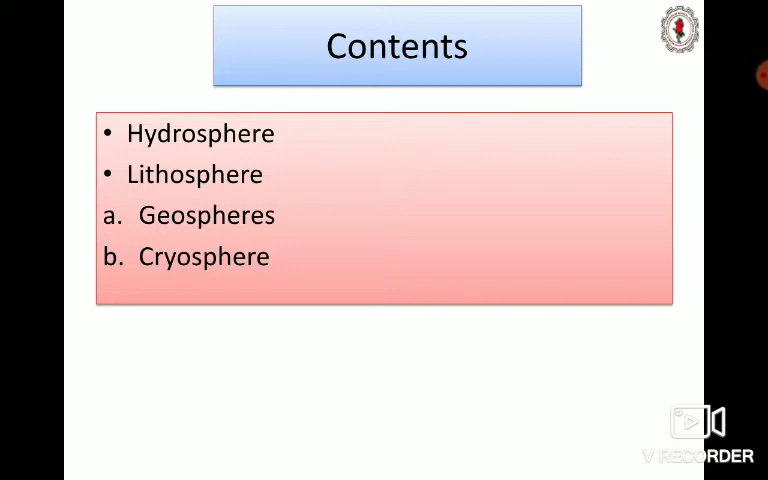 Contents
• Hydrosphere
• Lithosphere
a. Geospheres
b. Cryosphere
V RECORDER